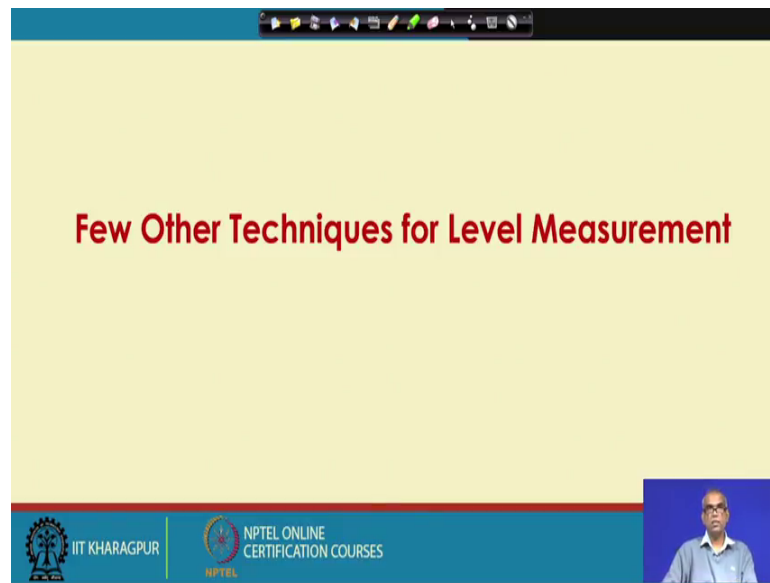 Few Other Techniques for Level Measurement
IIT KHARAGPUR
NPTEL
NPTEL ONLINE
CERTIFICATION COURSES